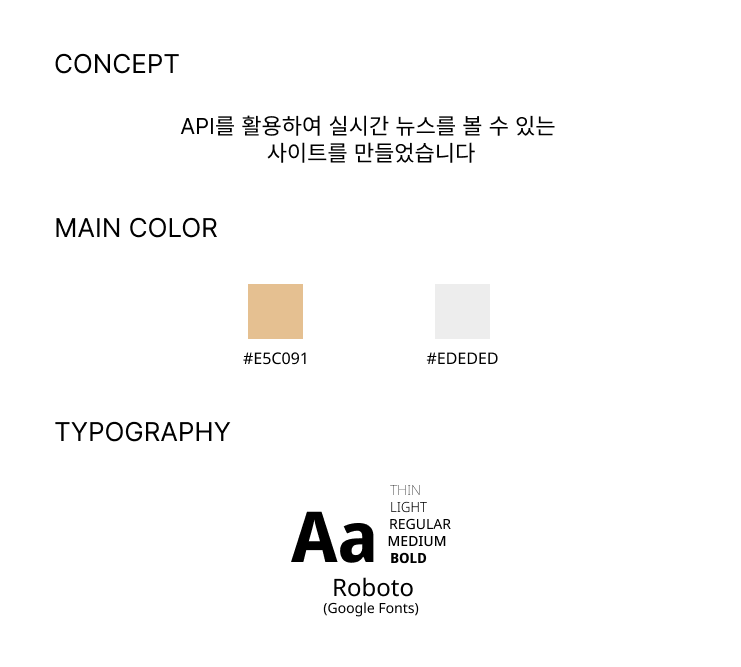 CONCEPT
API를 활용하여 실시간 뉴스를 볼 수 있는
사이트를 만들었습니다
MAIN COLOR
#E5C091
#EDEDED
TYPOGRAPHY
Aa
THIN
LIGHT
REGULAR
MEDIUM
BOLD
Roboto
(Google Fonts)